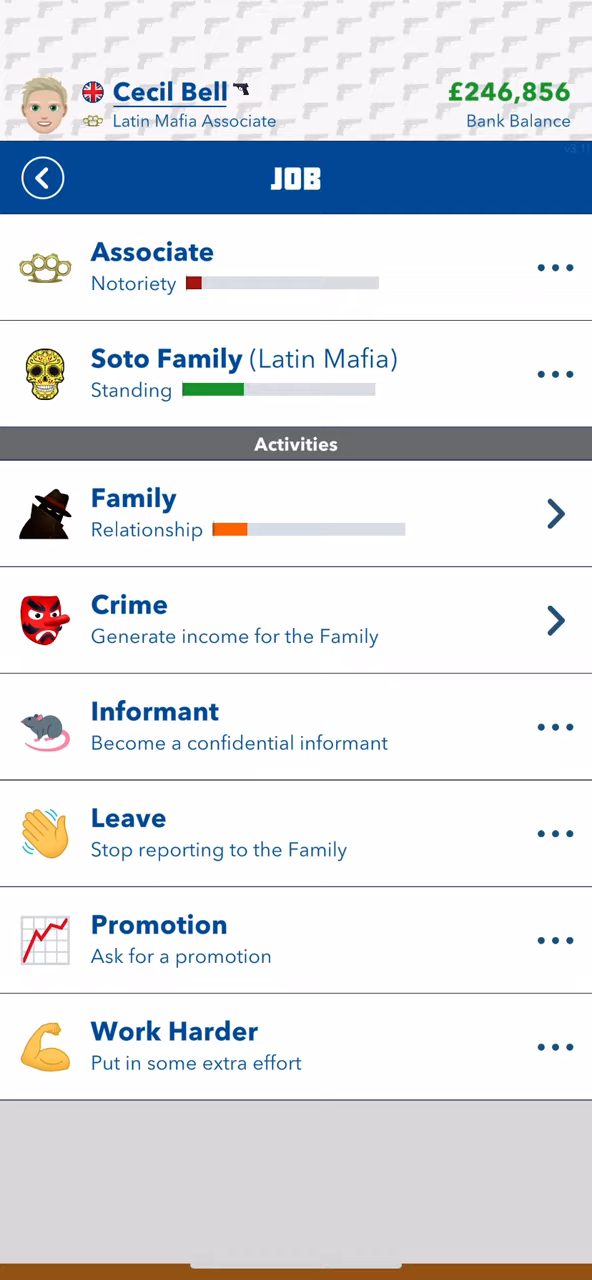 Cecil Bell
£246,856
Latin Mafia Associate
Bank Balance
JOB
Associate
Notoriety
Soto Family (Latin Mafia)
Standing
Activities
Family
Relationship
Crime
Generate income for the Family
Informant
Become a confidential informant
Leave
Stop reporting to the Family
Promotion
Ask for a promotion
Work Harder
Put in some extra effort